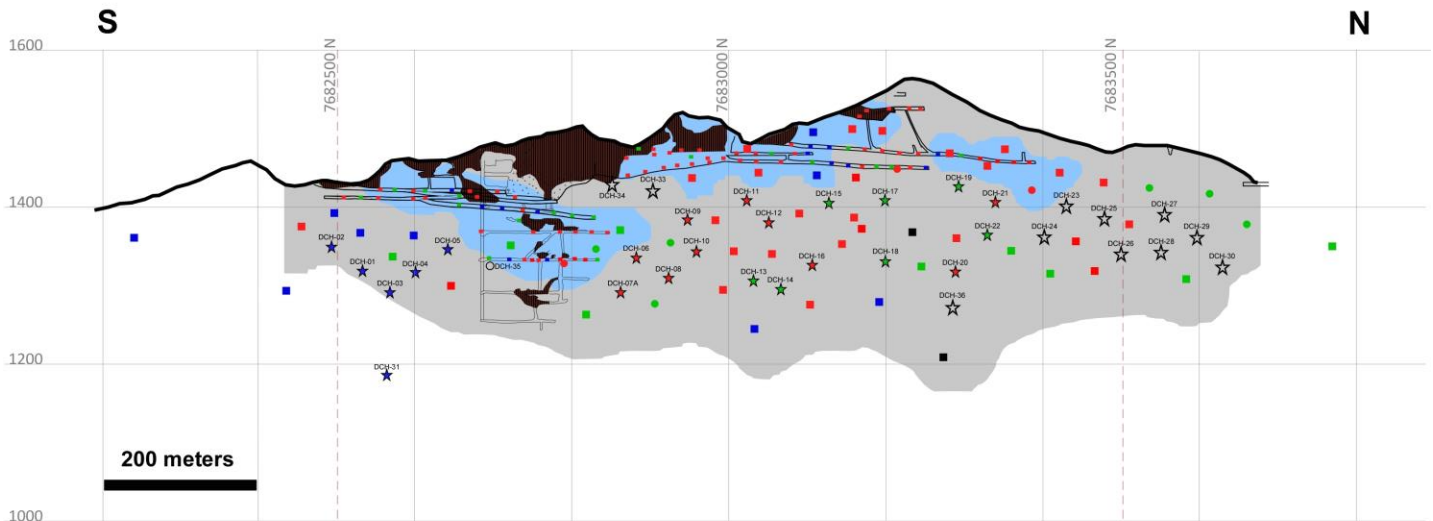 S
N
1600
7682500 N
7683000 N
7683500 N
1400
DCH-34
DCH-33
DCH-19
DCH-23
DCH-27
DCH-25
DCH-11
DCH-15
DCH-17
DCH-21
DCH-09
DCH-12
DCH-22
DCH-24
DCH-29
DCH-02
DCH-05
DCH-06
DCH-10
DCH-26
DCH-28
DCH-01
DCH-04
DCH-35
DCH-16
DCH-18
DCH-20
DCH-30
DCH-03
DCH-07A
DCH-08
DCH-13
DCH-14
DCH-36
1200
DCH-31
200 meters
1000